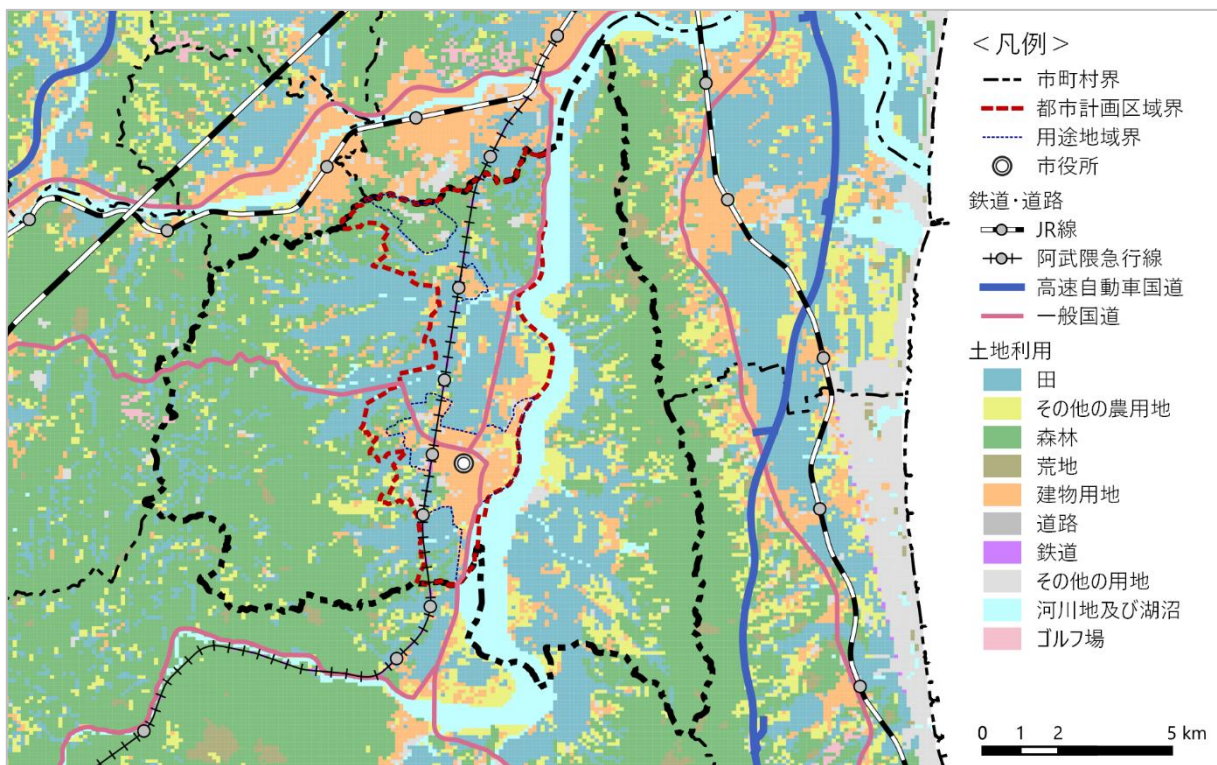 ＜凡例＞
市町村界
都市計画区域界
用途地域界
市役所
鉄道・道路
JR線
阿武隈急行線
高速自動車国道
一般国道
土地利用
田
その他の農用地
森林
荒地
建物用地
道路
鉄道
その他の用地
河川地及び湖沼
ゴルフ場
0 1 2 5 km